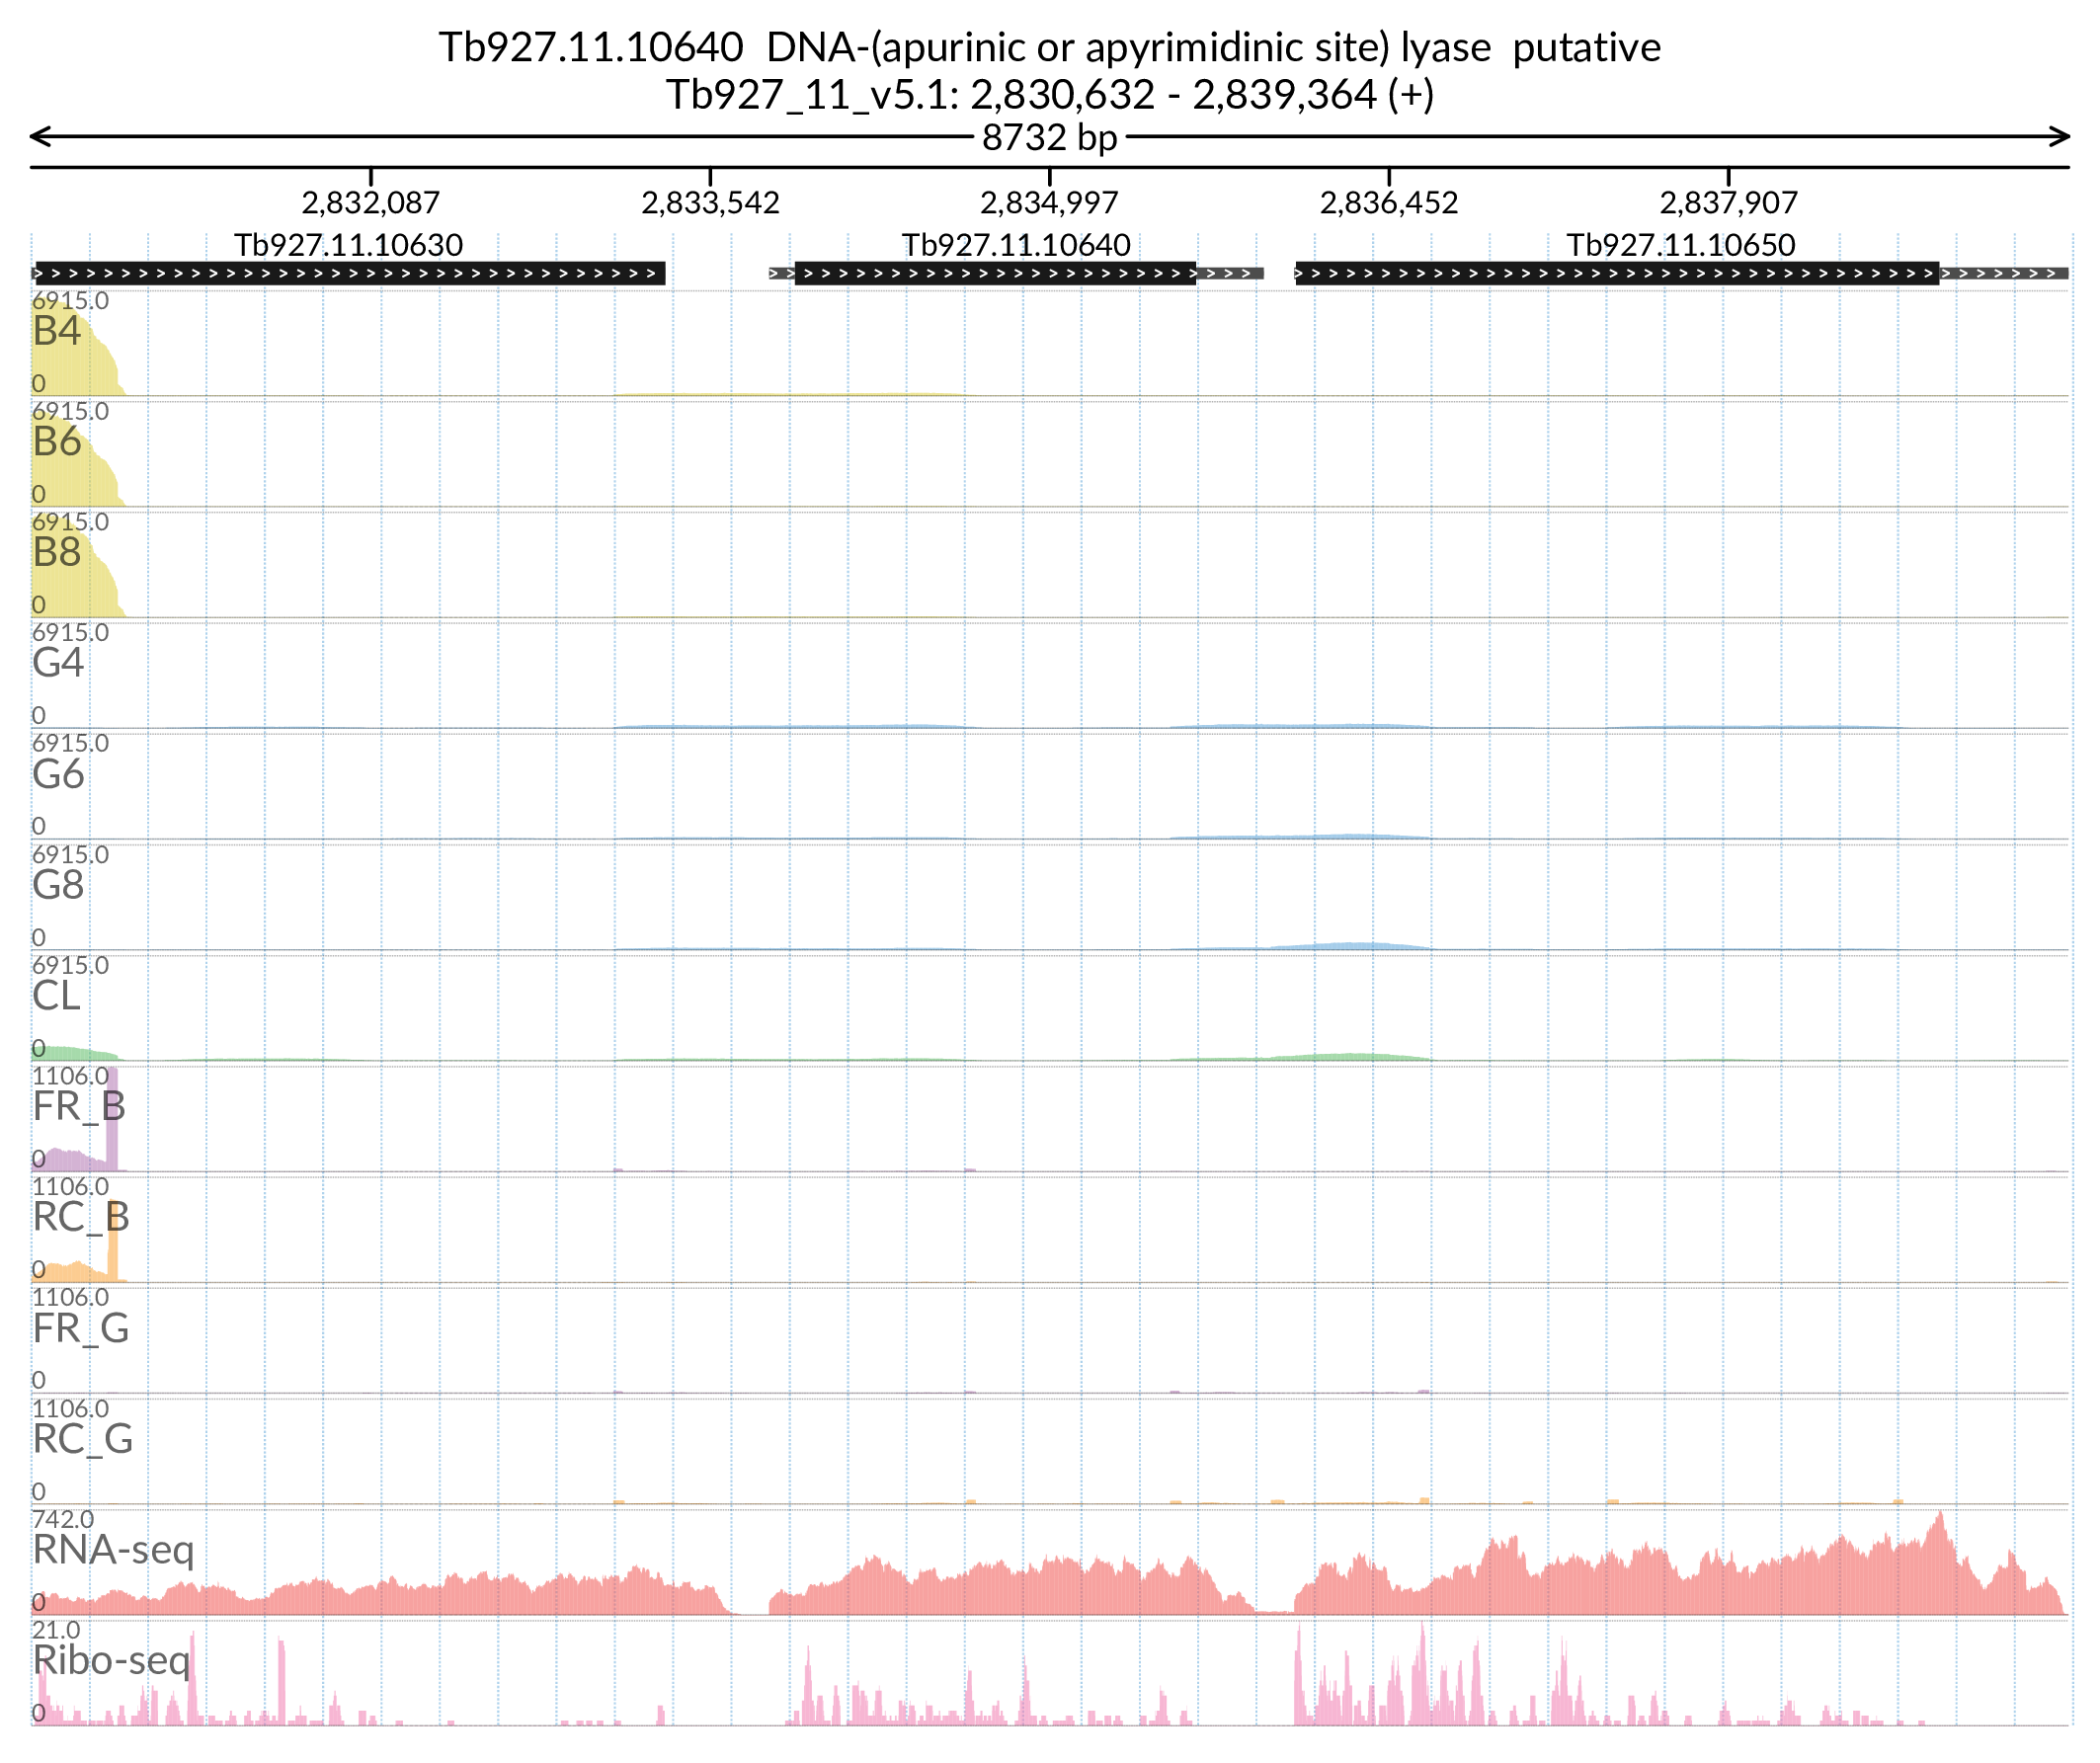 Tb927.11.10640  DNA-(apurinic or apyrimidinic site) lyase  putative
Tb927_11_v5.1: 2,830,632 - 2,839,364 (+)
8732 bp
2,832,087 2,833,542 2,834,997 2,836,452 2,837,907
Tb927.11.10630 Tb927.11.10640 Tb927.11.10650
6915.0
B4
0
6915.0
B6
0
6915.0
B8
0
6915.0
G4
0
6915.0
G6
0
6915.0
G8
0
6915.0
CL
0
1106.0
FR_B
0
1106.0
RC_B
0
1106.0
FR_G
0
1106.0
RC_G
0
742.0
RNA-seq
0
21.0
Ribo-seq
0